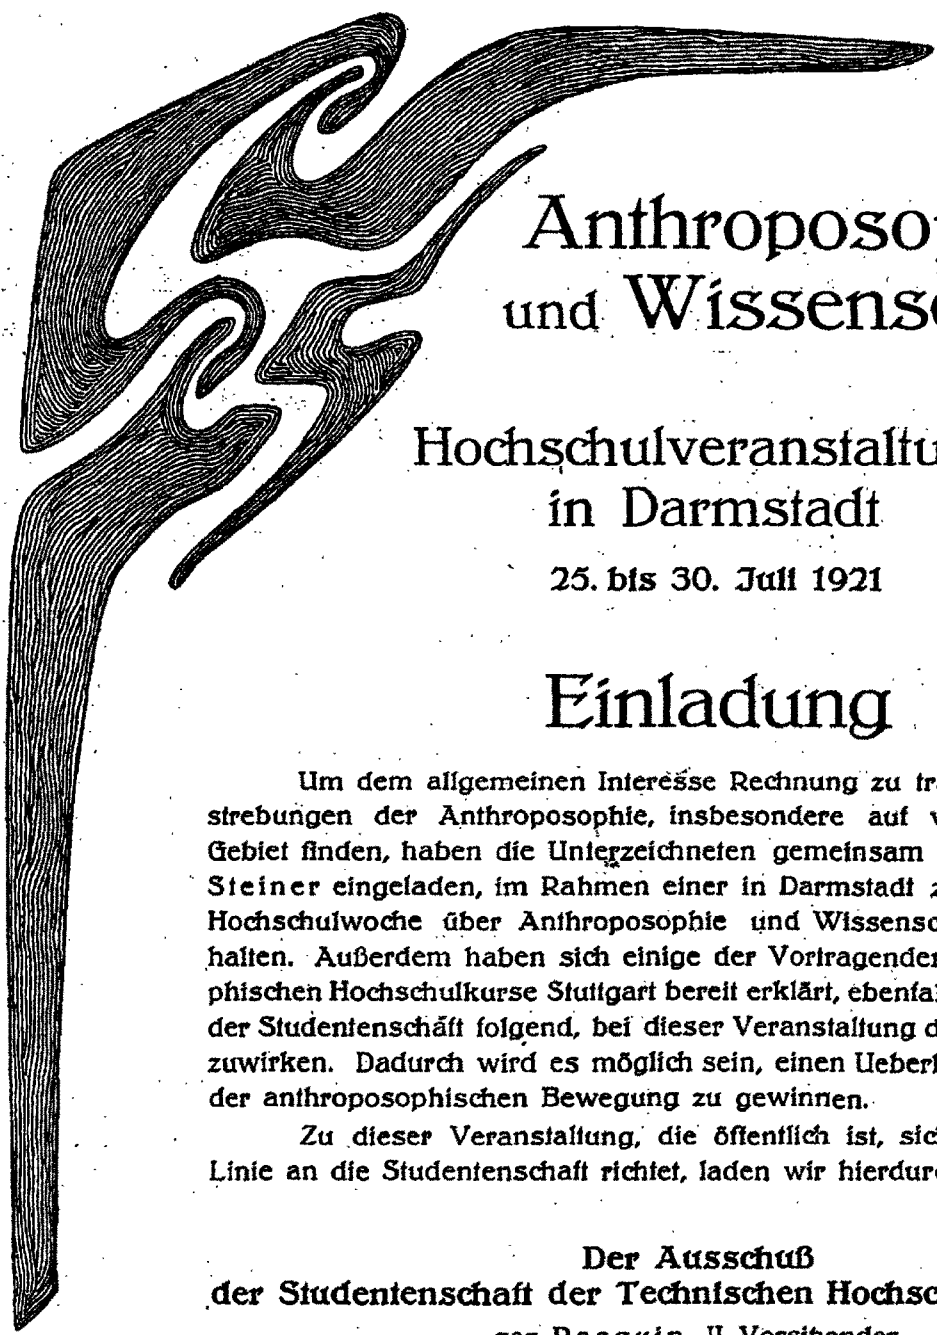 Anthroposo
und Wissens
Hochschulveranstaltu
in Darmstadt
25. bis 30. Juli 1921
Einladung
Um dem allgemeinen Interesse Rechnung zu tr
strebungen der Anthroposophie, insbesondere auf
Gebiet finden, haben die Unterzeichneten gemeinsam
Steiner eingeladen, im Rahmen einer in Darmstadt
Hochschulwoche über Anthroposophie und Wissensc
halten. Außerdem haben sich einige der Vortragende
phischen Hochschulkurse Stuttgart bereit erklärt, ebenfa
der Studentenschaft folgend, bei dieser Veranstaltung d
zuwirken. Dadurch wird es möglich sein, einen Ueber
der anthroposophischen Bewegung zu gewinnen.
Zu dieser Veranstaltung, die öffentlich ist, sic
Linie an die Studentenschaft richtet, laden wir hierdur
Der Ausschuß
der Studentenschaft der Technischen Hochsc